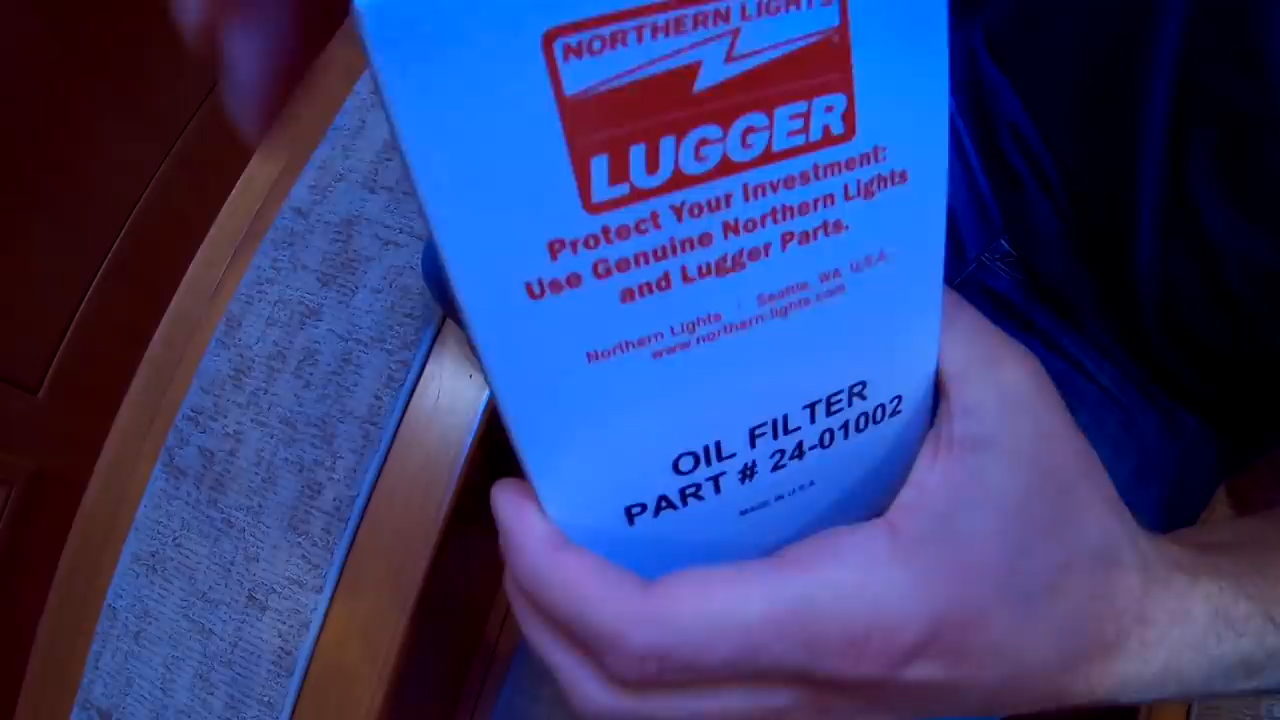 NORTHERN LIGHTS
LUGGER
Protect Your Investment:
Use Genuine Northern Lights
and Lugger Parts.
Northern Lights Seattle, WA U.S.A.
www.northern-lights.com
OIL FILTER
PART # 24-01002
MADE IN U.S.A.